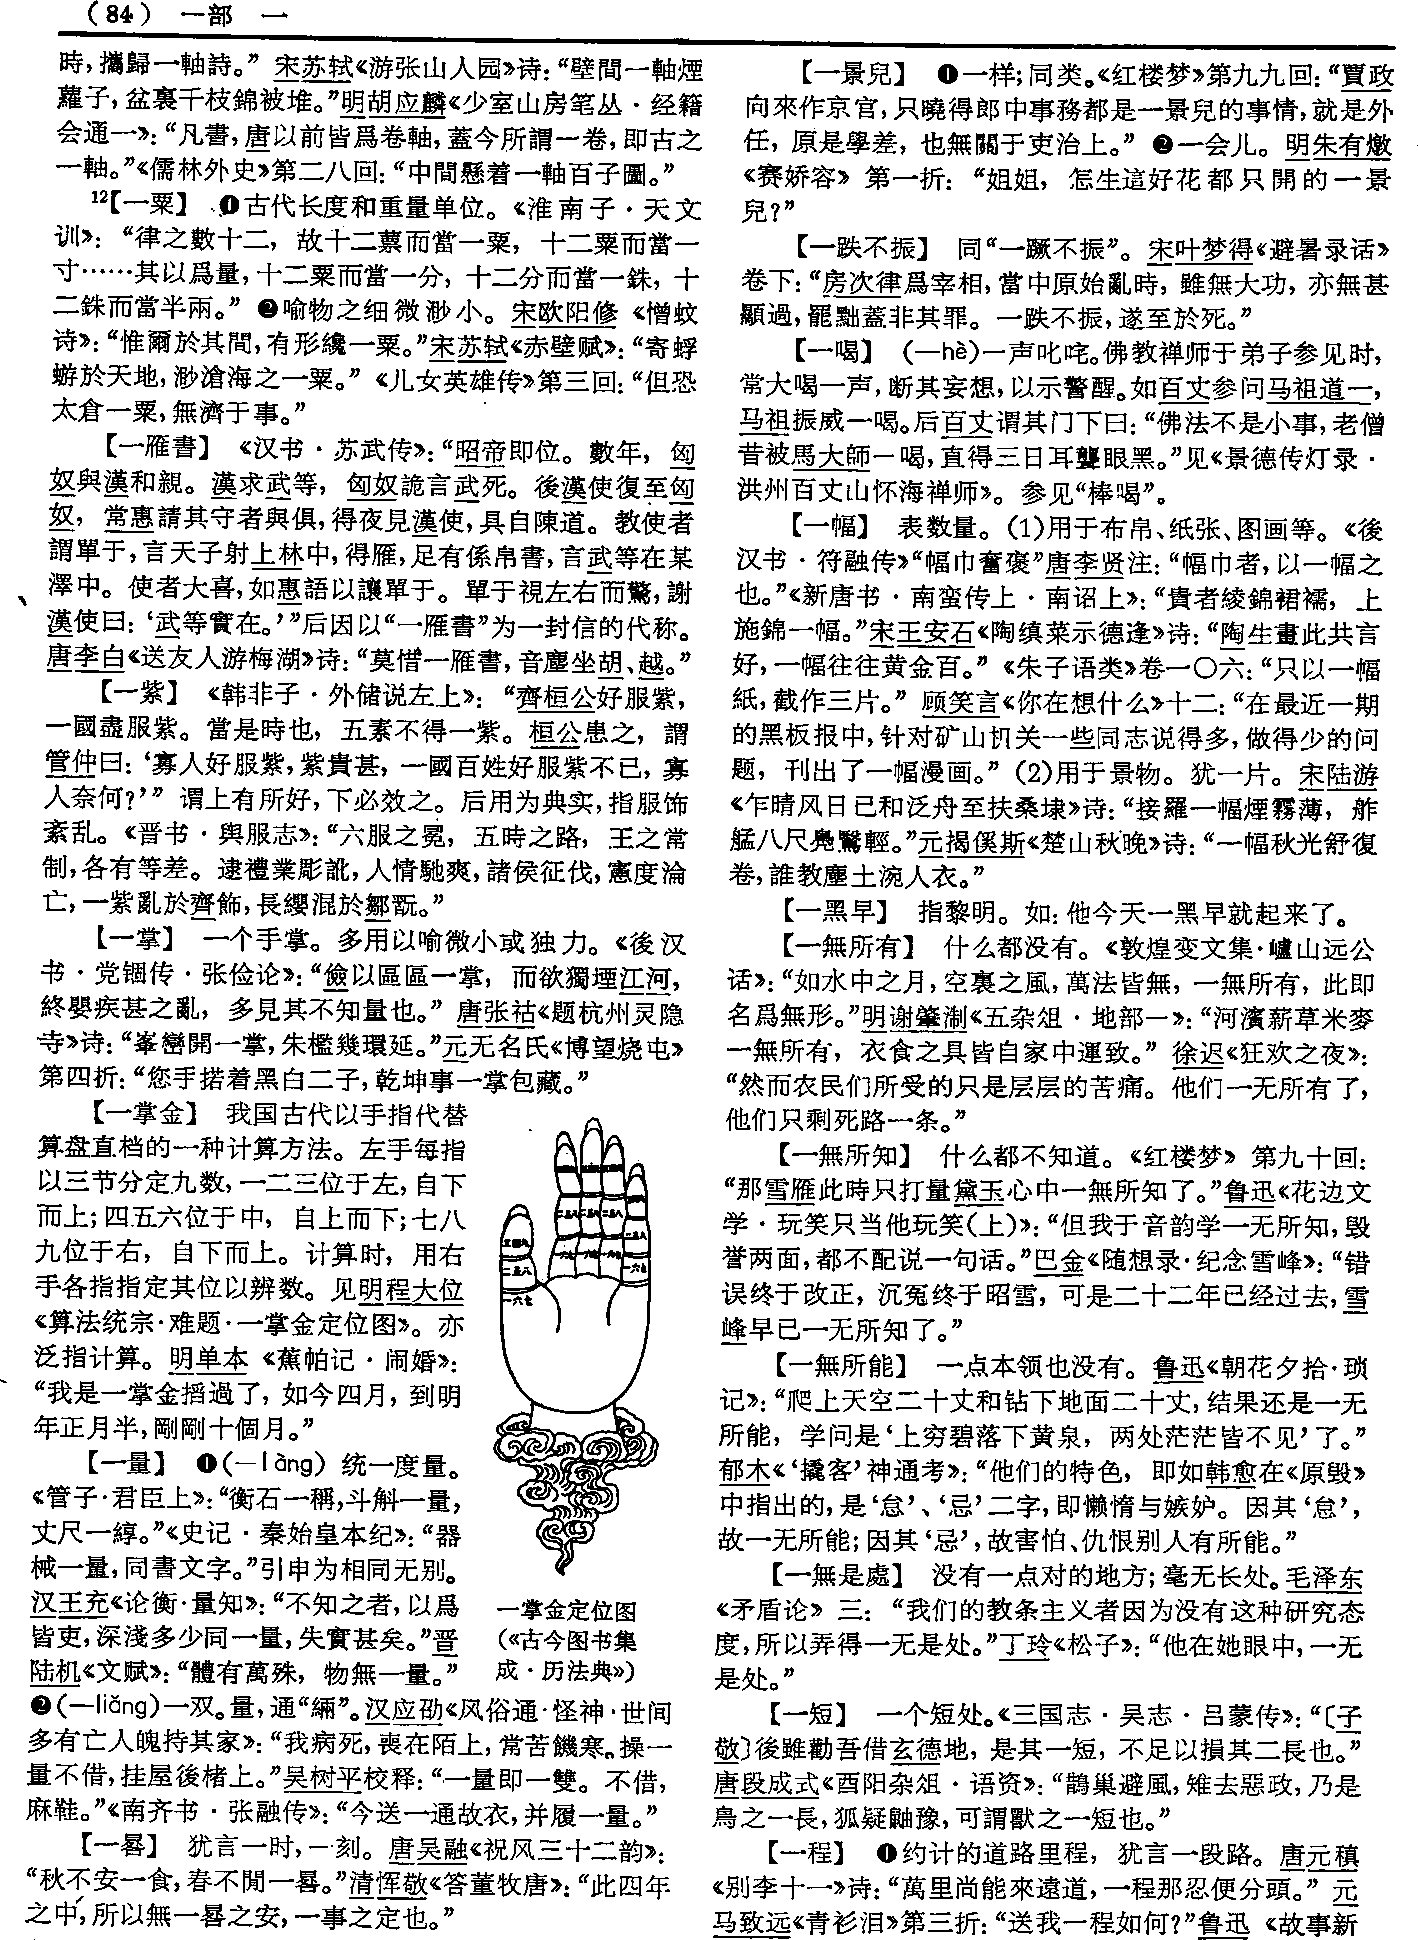 （84） 一部 一
時，攜歸一軸詩。” 宋苏轼《游张山人园》诗：“壁間一軸煙
蘿子，盆裏千枝錦被堆。”明胡应麟《少室山房笔丛·经籍
会通一》：“凡書，唐以前皆爲卷軸，蓋今所謂一卷，即古之
一軸。”《儒林外史》第二八回：“中間懸着一軸百子圖。”
12【一粟】 ❶古代长度和重量单位。《淮南子·天文
训》：“律之數十二，故十二蔈而當一粟，十二粟而當一
寸……其以爲量，十二粟而當一分，十二分而當一銖，十
二銖而當半兩。” ❷喻物之细微渺小。宋欧阳修《憎蚊
诗》：“惟爾於其間，有形纔一粟。”宋苏轼《赤壁赋》：“寄蜉
蝣於天地，渺滄海之一粟。”《儿女英雄传》第三回：“但恐
太倉一粟，無濟于事。”
【一雁書】 《汉书·苏武传》：“昭帝即位。數年，匈
奴與漢和親。漢求武等，匈奴詭言武死。後漢使復至匈
奴，常惠請其守者與俱，得夜見漢使，具自陳道。教使者
謂單于，言天子射上林中，得雁，足有係帛書，言武等在某
澤中。使者大喜，如惠語以讓單于。單于視左右而驚，謝
漢使曰：‘武等實在。’”后因以“一雁書”为一封信的代称。
唐李白《送友人游梅湖》诗：“莫惜一雁書，音塵坐胡、越。”
【一紫】 《韩非子·外储说左上》：“齊桓公好服紫，
一國盡服紫。當是時也，五素不得一紫。桓公患之，謂
管仲曰：‘寡人好服紫，紫貴甚，一國百姓好服紫不已，寡
人奈何？’” 谓上有所好，下必效之。后用为典实，指服饰
紊乱。《晋书·舆服志》：“六服之冕，五時之路，王之常
制，各有等差。逮禮業彫訛，人情馳爽，諸侯征伐，憲度淪
亡，一紫亂於齊飾，長纓混於鄒翫。”
【一掌】 一个手掌。多用以喻微小或独力。《後汉
书·党锢传·张俭论》：“儉以區區一掌，而欲獨堙江河，
終嬰疾甚之亂，多見其不知量也。”唐张祜《题杭州灵隐
寺》诗：“峯巒開一掌，朱檻幾環延。”元无名氏《博望烧屯》
第四折：“您手搭着黑白二子，乾坤事一掌包藏。”
【一掌金】 我国古代以手指代替
算盘直档的一种计算方法。左手每指
以三节分定九数，一二三位于左，自下
而上；四五六位于中，自上而下；七八
九位于右，自下而上。计算时，用右
手各指指定其位以辨数。见明程大位
《算法统宗·难题·一掌金定位图》。亦
泛指计算。明单本《蕉帕记·闹婚》：
“我是一掌金搯過了，如今四月，到明
年正月半，剛剛十個月。”
【一量】 ❶（—liàng）统一度量。
《管子·君臣上》：“衡石一稱，斗斛一量，
丈尺一綧。”《史记·秦始皇本纪》：“器
械一量，同書文字。”引申为相同无别。
汉王充《论衡·量知》：“不知之者，以爲
皆吏，深淺多少同一量，失實甚矣。”晋
陆机《文赋》：“體有萬殊，物無一量。”
❷（—liǎng）一双。量，通“緉”。汉应劭《风俗通·怪神·世间
多有亡人魄持其家》：“我病死，喪在陌上，常苦饑寒。操一
量不借，挂屋後楮上。”吴树平校释：“一量即一雙。不借，
麻鞋。”《南齐书·张融传》：“今送一通故衣，并履一量。”
【一晷】 犹言一时，一刻。唐吴融《祝风三十二韵》：
“秋不安一食，春不閒一晷。”清恽敬《答董牧唐》：“此四年
之中，所以無一晷之安，一事之定也。”
一掌金定位图
（《古今图书集
成·历法典》）
【一景兒】 ❶一样；同类。《红楼梦》第九九回：“賈政
向來作京官，只曉得郎中事務都是一景兒的事情，就是外
任，原是學差，也無關于吏治上。” ❷一会儿。明朱有燉
《赛娇容》第一折：“姐姐，怎生這好花都只開的一景
兒？”
【一跌不振】 同“一蹶不振”。宋叶梦得《避暑录话》
卷下：“房次律爲宰相，當中原始亂時，雖無大功，亦無甚
顯過，罷黜蓋非其罪。一跌不振，遂至於死。”
【一喝】 （—hè）一声叱咤。佛教禅师于弟子参见时，
常大喝一声，断其妄想，以示警醒。如百丈参问马祖道一，
马祖振威一喝。后百丈谓其门下曰：“佛法不是小事，老僧
昔被馬大師一喝，直得三日耳聾眼黑。”见《景德传灯录·
洪州百丈山怀海禅师》。参见“棒喝”。
【一幅】 表数量。（1）用于布帛、纸张、图画等。《後
汉书·符融传》“幅巾奮褎”唐李贤注：“幅巾者，以一幅之
也。”《新唐书·南蛮传上·南诏上》：“貴者綾錦裙襦，上
施錦一幅。”宋王安石《陶缜菜示德逢》诗：“陶生畫此共言
好，一幅往往黄金百。”《朱子语类》卷一〇六：“只以一幅
紙，截作三片。” 顾笑言《你在想什么》十二：“在最近一期
的黑板报中，针对矿山机关一些同志说得多，做得少的问
题，刊出了一幅漫画。”（2）用于景物。犹一片。宋陆游
《乍晴风日已和泛舟至扶桑埭》诗：“接羅一幅煙霧薄，舴
艋八尺鳧鷖輕。”元揭傒斯《楚山秋晚》诗：“一幅秋光舒復
卷，誰教塵土涴人衣。”
【一黑早】 指黎明。如：他今天一黑早就起来了。
【一無所有】 什么都没有。《敦煌变文集·廬山远公
话》：“如水中之月，空裏之風，萬法皆無，一無所有，此即
名爲無形。”明谢肇淛《五杂俎·地部一》：“河濱薪草米麥
一無所有，衣食之具皆自家中運致。”徐迟《狂欢之夜》：
“然而农民们所受的只是层层的苦痛。他们一无所有了，
他们只剩死路一条。”
【一無所知】 什么都不知道。《红楼梦》第九十回：
“那雪雁此時只打量黛玉心中一無所知了。”鲁迅《花边文
学·玩笑只当他玩笑（上）》：“但我于音韵学一无所知，毁
誉两面，都不配说一句话。”巴金《随想录·纪念雪峰》：“错
误终于改正，沉冤终于昭雪，可是二十二年已经过去，雪
峰早已一无所知了。”
【一無所能】 一点本领也没有。鲁迅《朝花夕拾·琐
记》：“爬上天空二十丈和钻下地面二十丈，结果还是一无
所能，学问是‘上穷碧落下黄泉，两处茫茫皆不见’了。”
郁木《‘撬客’神通考》：“他们的特色，即如韩愈在《原毁》
中指出的，是‘怠’、‘忌’二字，即懒惰与嫉妒。因其‘怠’，
故一无所能；因其‘忌’，故害怕、仇恨别人有所能。”
【一無是處】 没有一点对的地方；毫无长处。毛泽东
《矛盾论》三：“我们的教条主义者因为没有这种研究态
度，所以弄得一无是处。”丁玲《松子》：“他在她眼中，一无
是处。”
【一短】 一个短处。《三国志·吴志·吕蒙传》：“〔子
敬〕後雖勸吾借玄德地，是其一短，不足以損其二長也。”
唐段成式《酉阳杂俎·语资》：“鵲巢避風，雉去惡政，乃是
鳥之一長，狐疑鼬豫，可謂獸之一短也。”
【一程】 ❶约计的道路里程，犹言一段路。唐元稹
《别李十一》诗：“萬里尚能來遠道，一程那忍便分頭。”元
马致远《青衫泪》第三折：“送我一程如何？”鲁迅《故事新